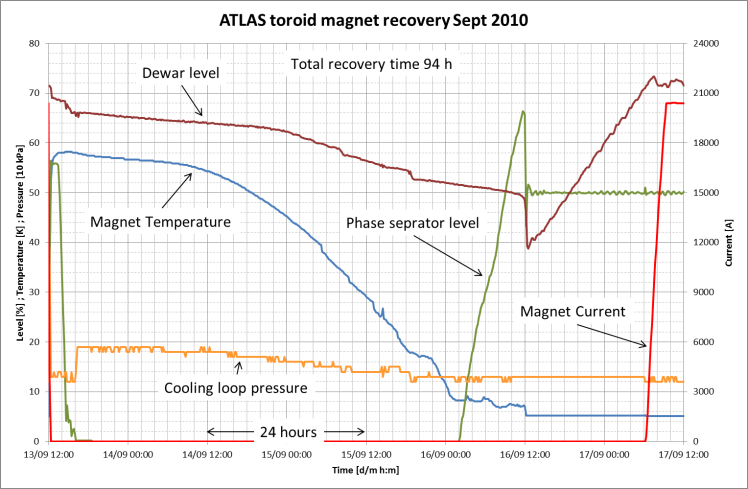 ATLAS toroid magnet recovery Sept 2010
80
70
60
50
40
30
20
10
0
Level [%] ; Temperature [K] ; Pressure [10 kPa]
24000
21000
18000
15000
12000
9000
6000
3000
0
Current [A]
Dewar level
Total recovery time 94 h
Magnet Temperature
Phase seprator level
Magnet Current
Cooling loop pressure
24 hours
13/09 12:00
14/09 00:00
14/09 12:00
15/09 00:00
15/09 12:00
16/09 00:00
16/09 12:00
17/09 00:00
17/09 12:00
Time [d/m h:m]